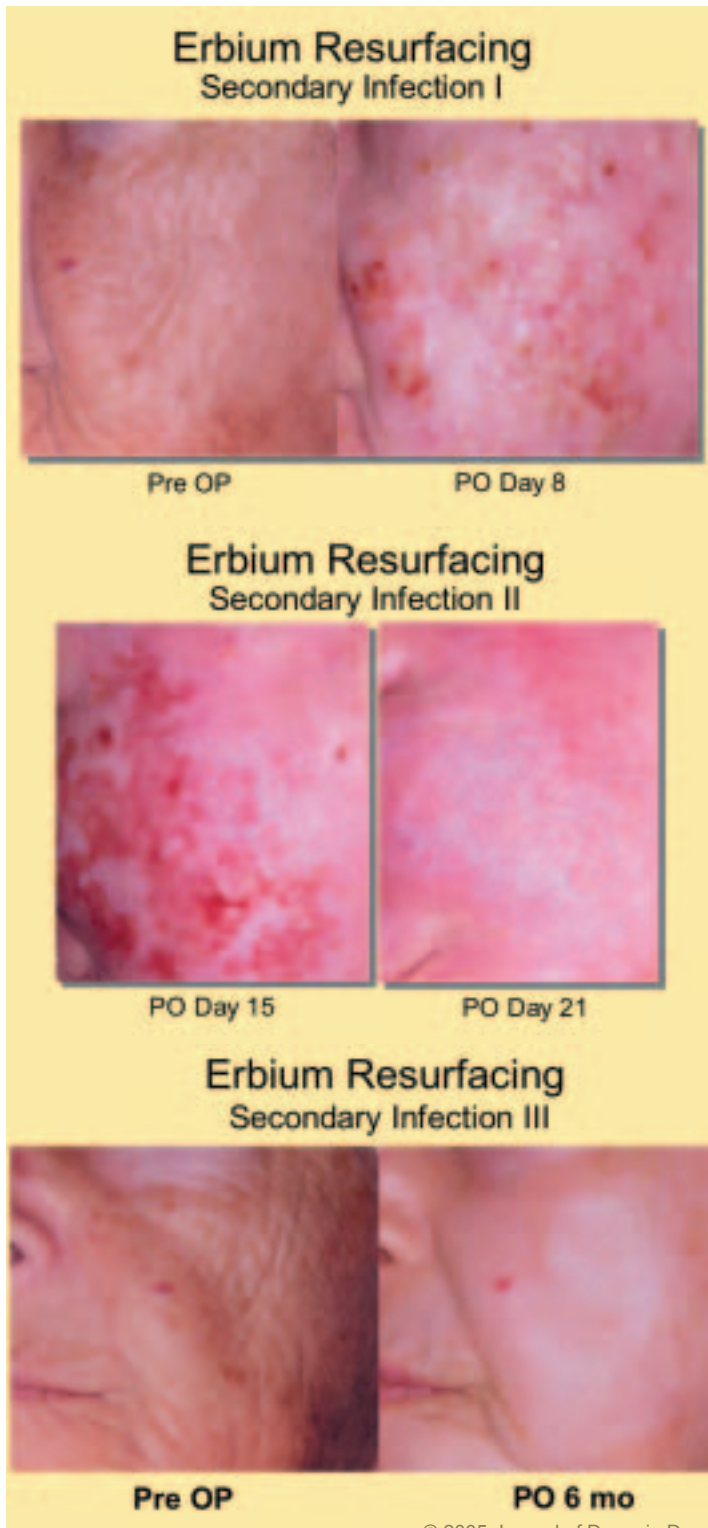 Erbium Resurfacing
Secondary Infection I
Pre OP
PO Day 8
Erbium Resurfacing
Secondary Infection II
PO Day 15
PO Day 21
Erbium Resurfacing
Secondary Infection III
Pre OP
PO 6 mo